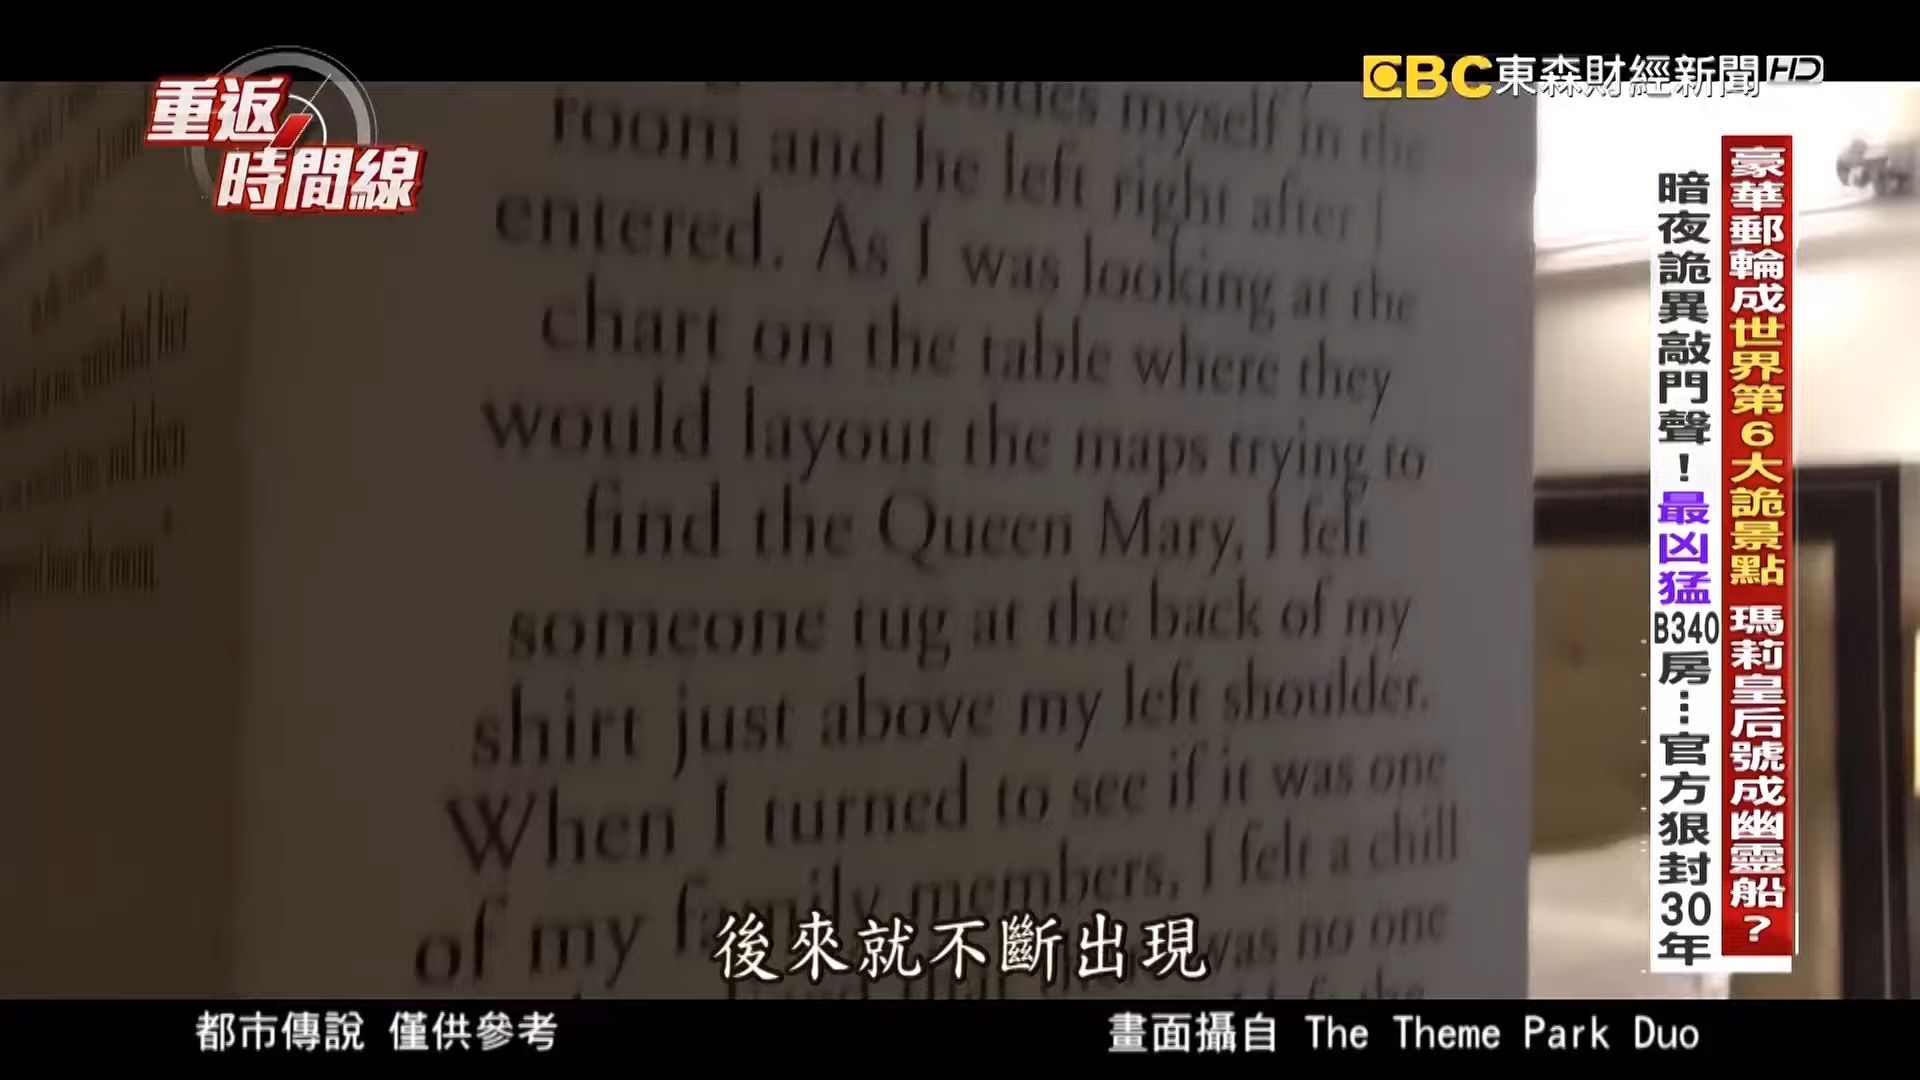 重返
時間線
EBC東森財經新聞HD
豪華郵輪成世界第6大詭景點 瑪莉皇后號成幽靈船?
暗夜詭異敲門聲!最凶猛B340房…官方狠封30年
besides myself in the
room and he left right after I
entered. As I was looking at the
chart on the table where they
would layout the maps trying to
find the Queen Mary, I felt
someone tug at the back of my
shirt just above my left shoulder.
When I turned to see if it was one
of my family members, I felt a chill
was no one
後來就不斷出現
都市傳說 僅供參考
畫面攝自 The Theme Park Duo